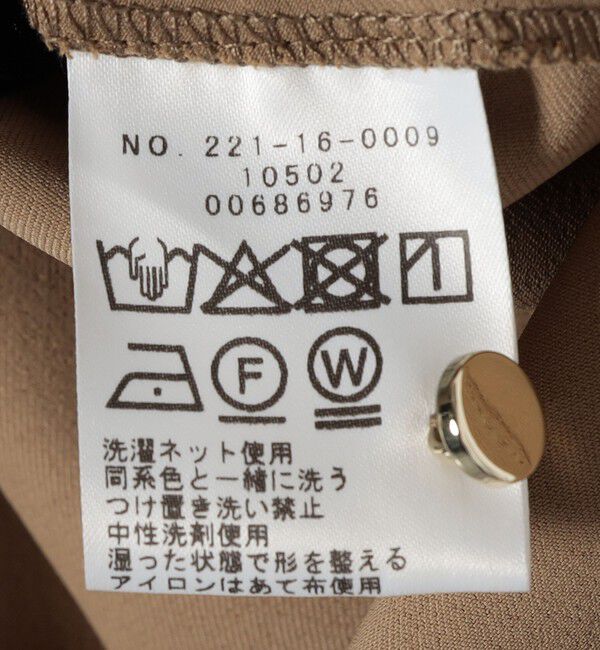 NO. 221-16-0009
10502
00686976
F W
洗濯ネット使用
同系色と一緒に洗う
つけ置き洗い禁止
中性洗剤使用
湿った状態で形を整える
アイロンはあて布使用